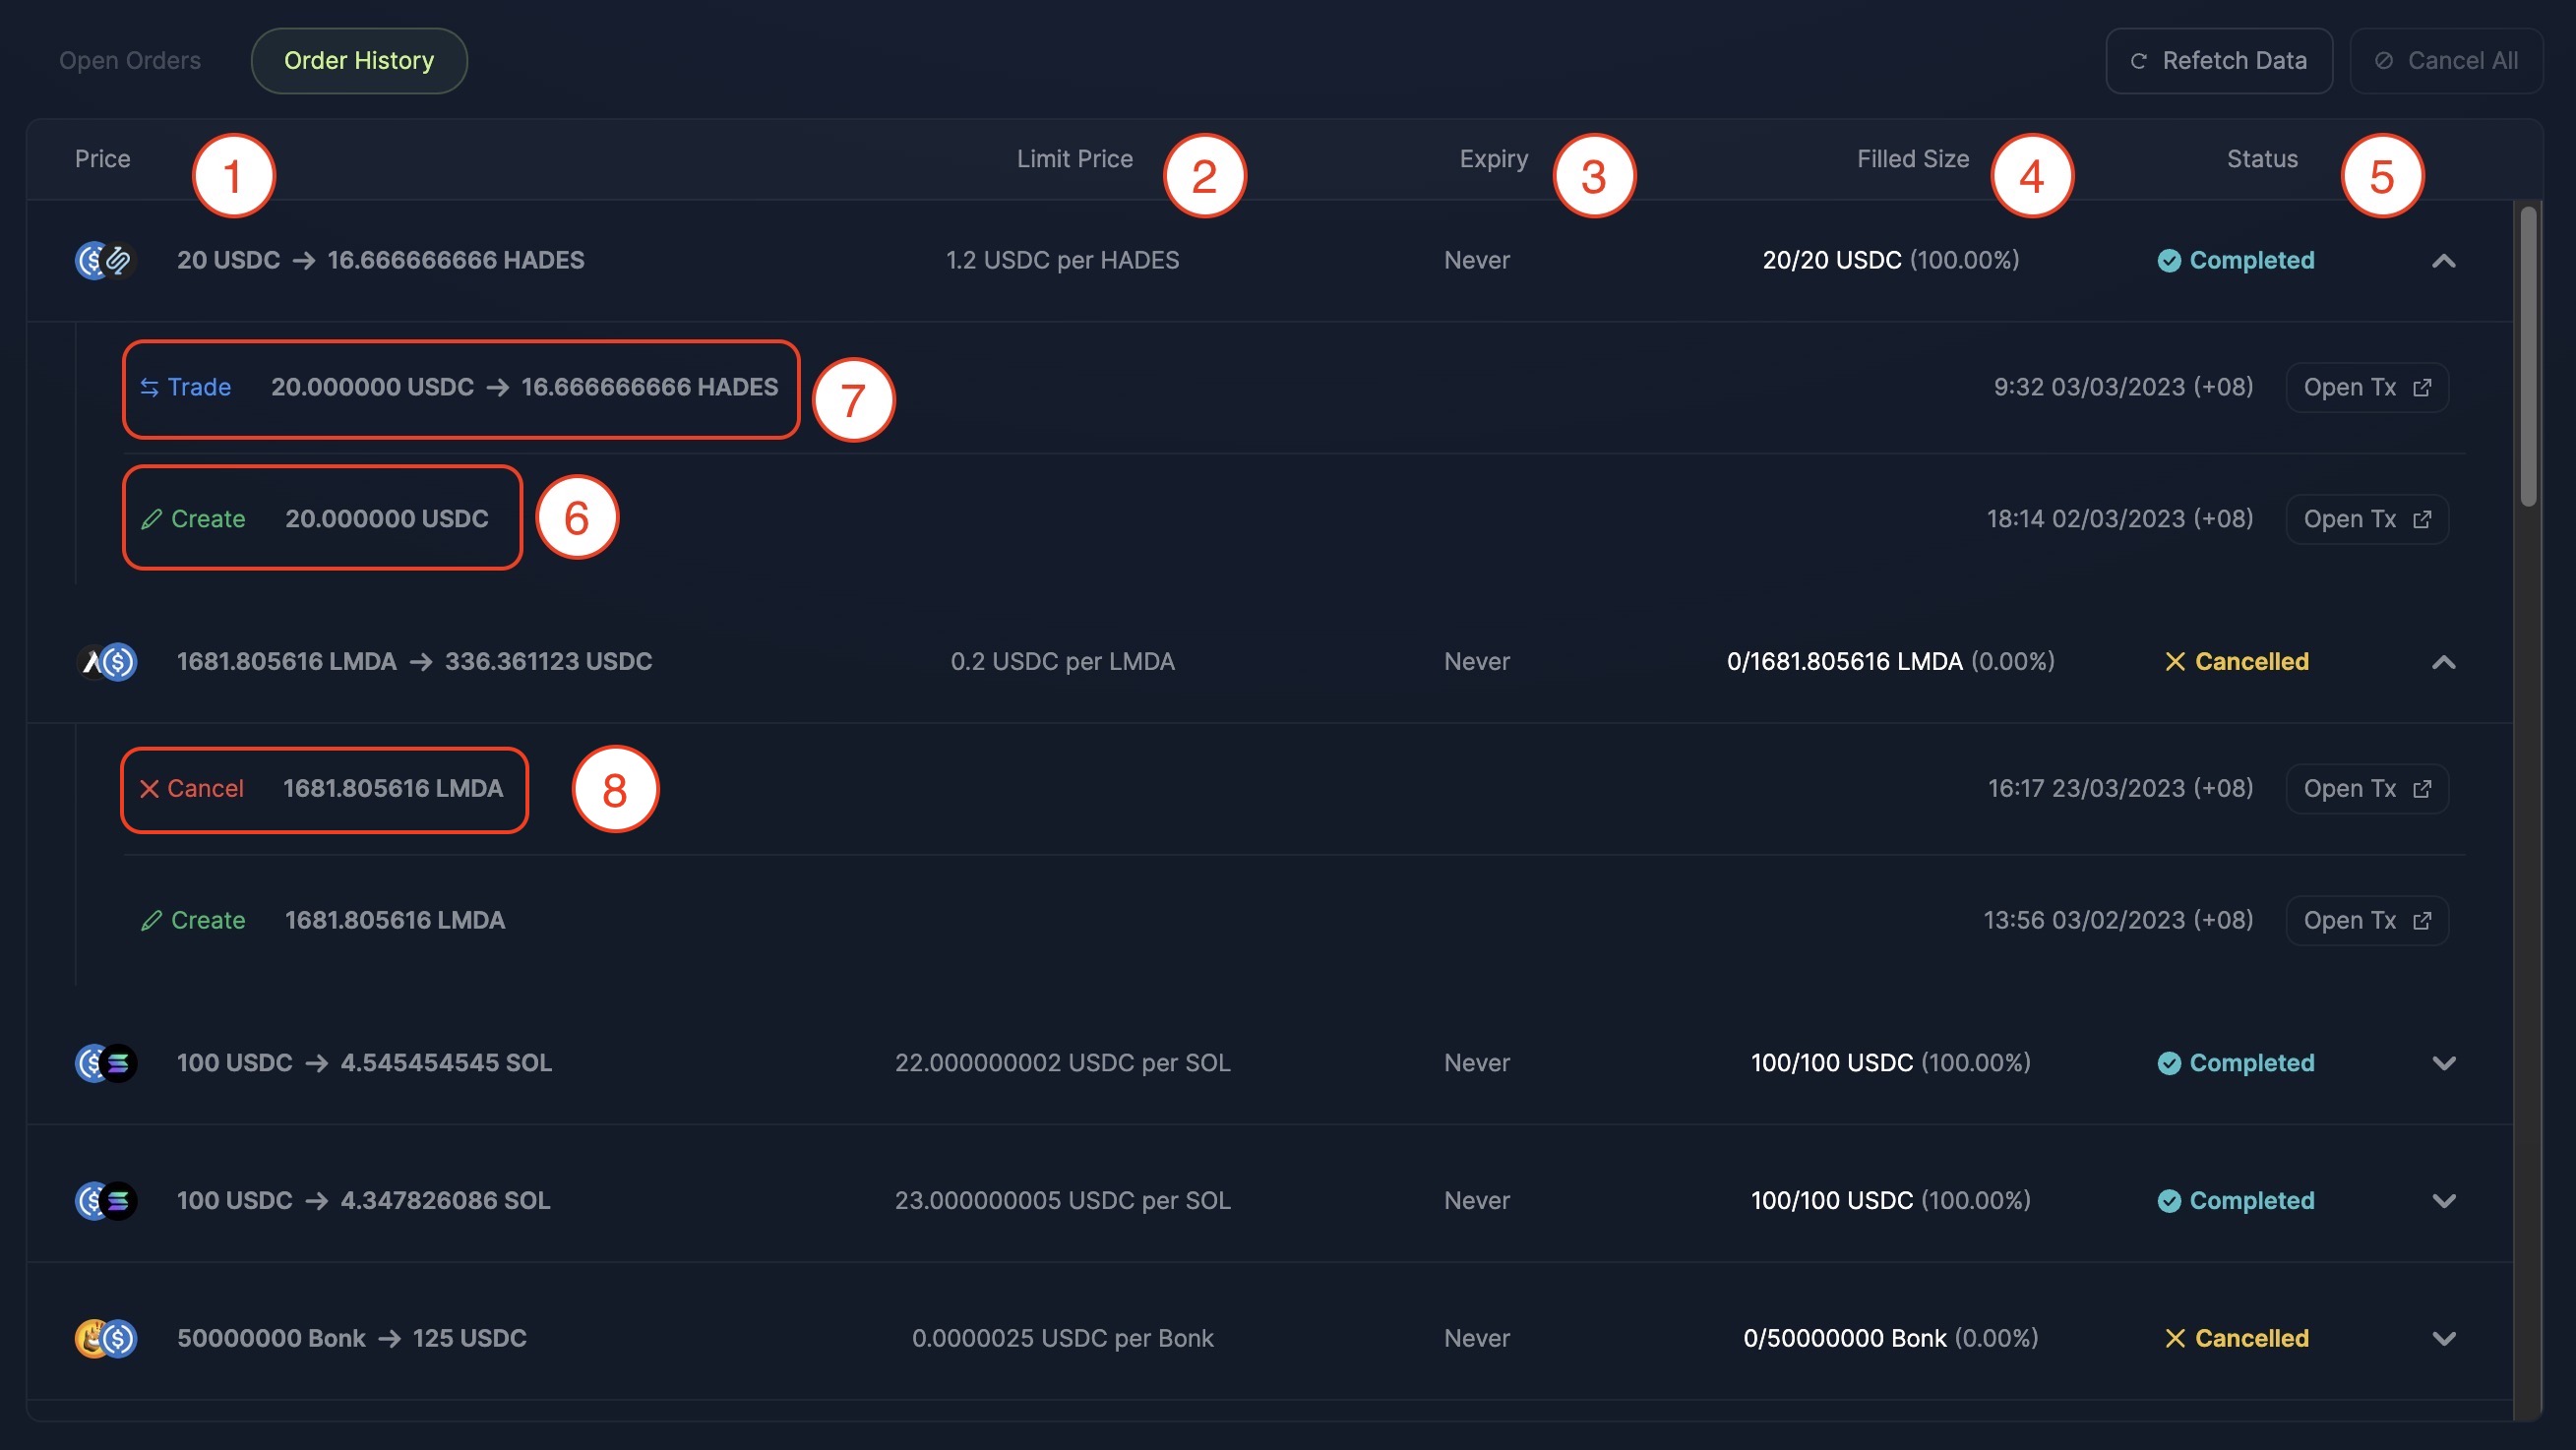 Open Orders Order History Refetch Data Cancel All
Price 1 Limit Price 2 Expiry 3 Filled Size 4 Status 5
20 USDC → 16.666666666 HADES 1.2 USDC per HADES Never 20/20 USDC (100.00%) Completed
Trade 20.000000 USDC → 16.666666666 HADES 7 9:32 03/03/2023 (+08) Open Tx
Create 20.000000 USDC 6 18:14 02/03/2023 (+08) Open Tx
1681.805616 LMDA → 336.361123 USDC 0.2 USDC per LMDA Never 0/1681.805616 LMDA (0.00%) Cancelled
Cancel 1681.805616 LMDA 8 16:17 23/03/2023 (+08) Open Tx
Create 1681.805616 LMDA 13:56 03/02/2023 (+08) Open Tx
100 USDC → 4.545454545 SOL 22.000000002 USDC per SOL Never 100/100 USDC (100.00%) Completed
100 USDC → 4.347826086 SOL 23.000000005 USDC per SOL Never 100/100 USDC (100.00%) Completed
50000000 Bonk → 125 USDC 0.0000025 USDC per Bonk Never 0/50000000 Bonk (0.00%) Cancelled